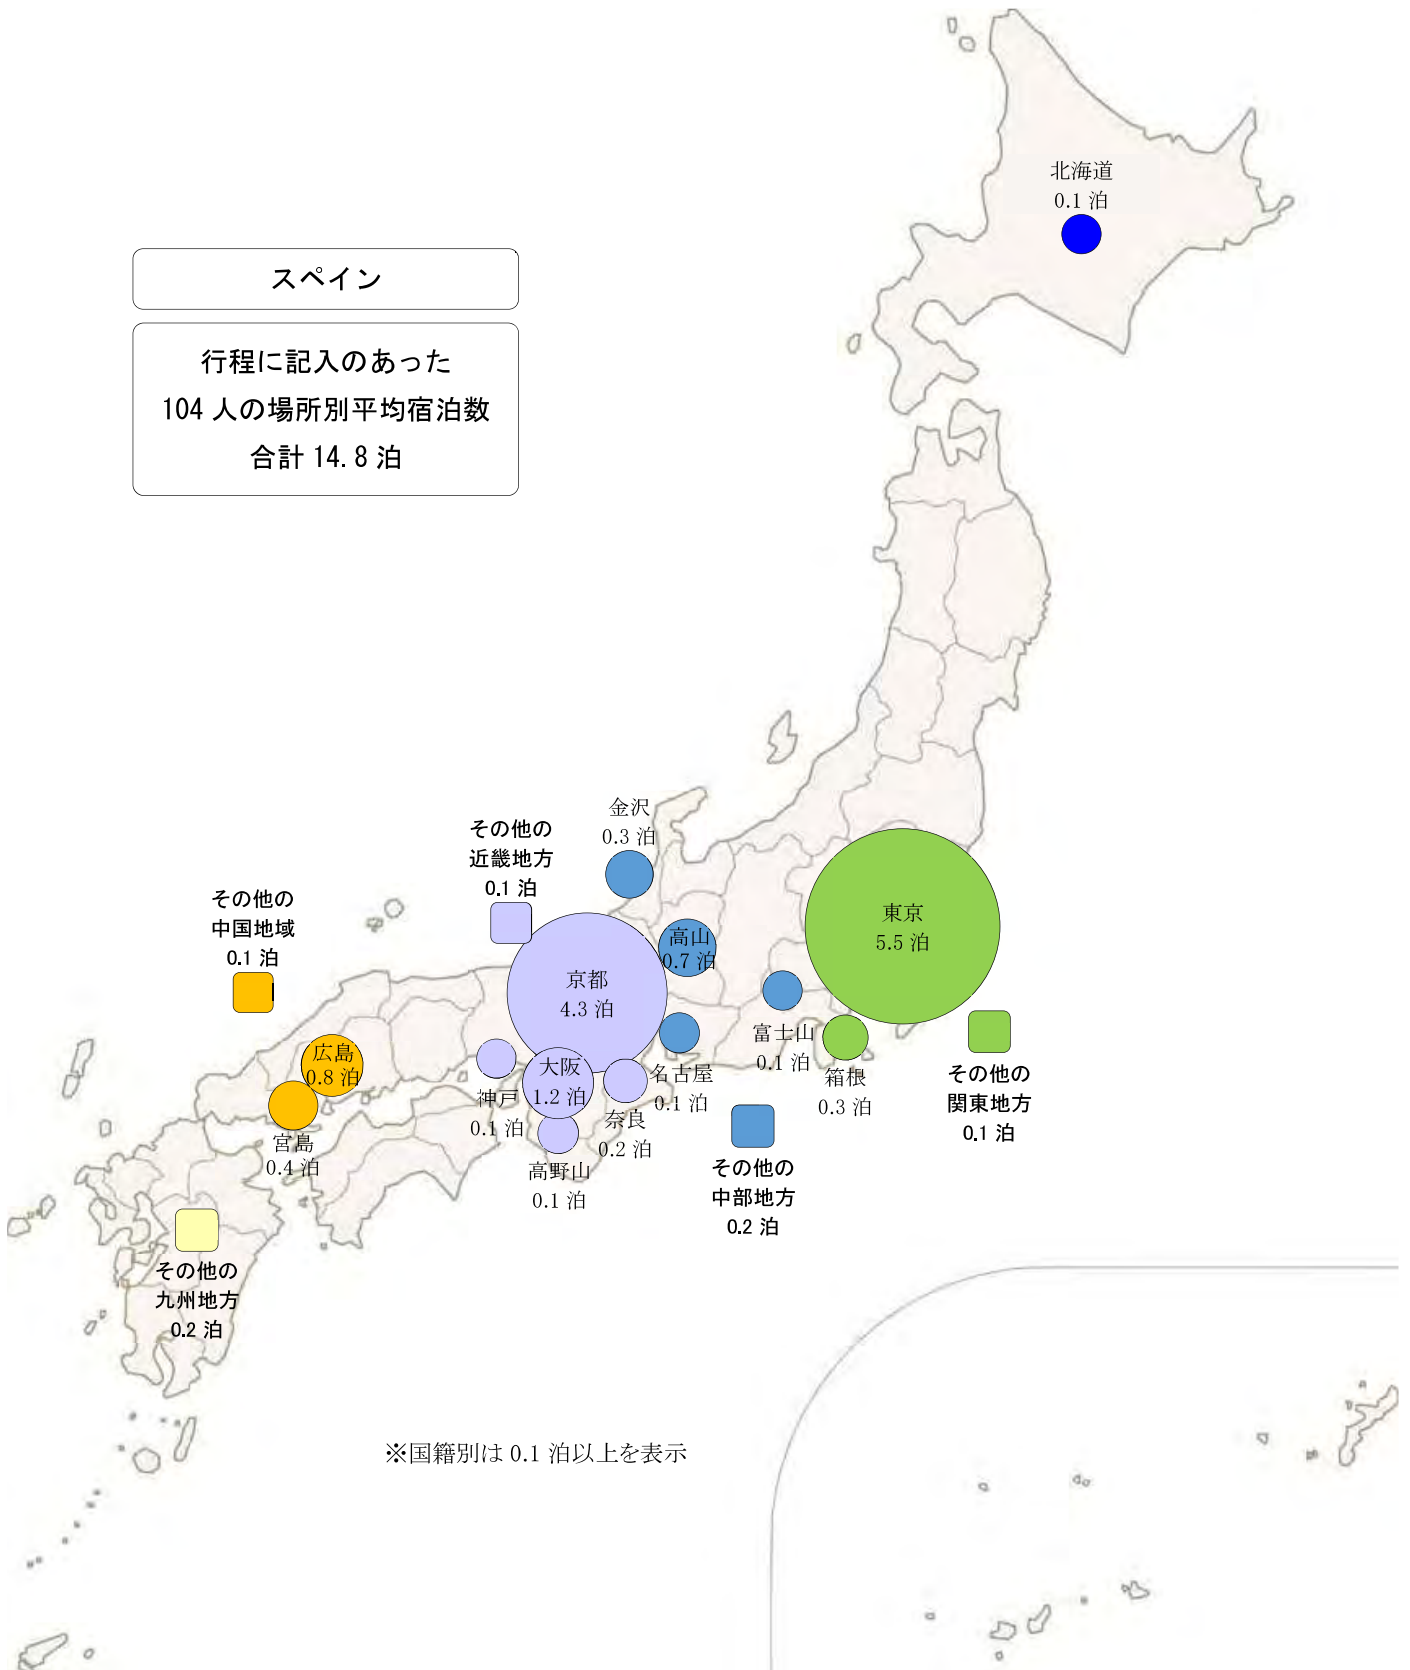 北海道
0.1 泊
スペイン
行程に記入のあった
104 人の場所別平均宿泊数
合計 14.8 泊
金沢
0.3 泊
その他の
近畿地方
0.1 泊
その他の
中国地域
0.1 泊
東京
5.5 泊
高山
0.7 泊
京都
4.3 泊
富士山
0.1 泊
広島
0.8 泊
大阪
1.2 泊
名古屋
0.1 泊
箱根
0.3 泊
その他の
関東地方
0.1 泊
神戸
0.1 泊
奈良
0.2 泊
宮島
0.4 泊
高野山
0.1 泊
その他の
中部地方
0.2 泊
その他の
九州地方
0.2 泊
※国籍別は 0.1 泊以上を表示